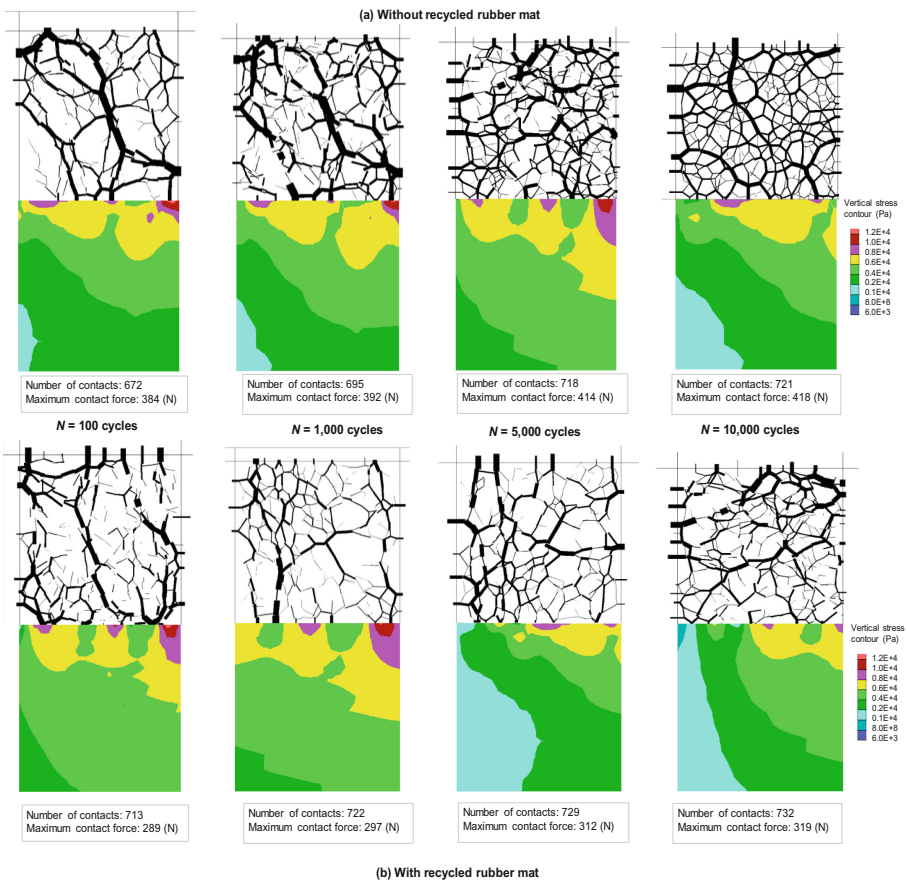 (a) Without recycled rubber mat
Vertical stress
contour (Pa)
1.2E+4
1.0E+4
0.8E+4
0.6E+4
0.4E+4
0.2E+4
0.1E+4
8.0E+8
6.0E+3
Number of contacts: 672
Maximum contact force: 384 (N)
Number of contacts: 695
Maximum contact force: 392 (N)
Number of contacts: 718
Maximum contact force: 414 (N)
Number of contacts: 721
Maximum contact force: 418 (N)
N = 100 cycles
N = 1,000 cycles
N = 5,000 cycles
N = 10,000 cycles
Vertical stress
contour (Pa)
1.2E+4
1.0E+4
0.8E+4
0.6E+4
0.4E+4
0.2E+4
0.1E+4
8.0E+8
6.0E+3
Number of contacts: 713
Maximum contact force: 289 (N)
Number of contacts: 722
Maximum contact force: 297 (N)
Number of contacts: 729
Maximum contact force: 312 (N)
Number of contacts: 732
Maximum contact force: 319 (N)
(b) With recycled rubber mat